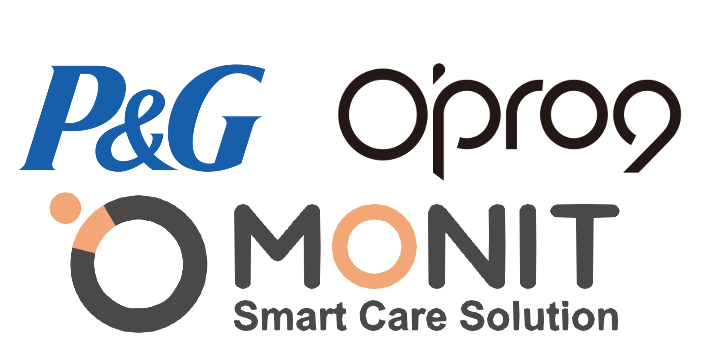 P&G
O'pro9
MONIT
Smart Care Solution